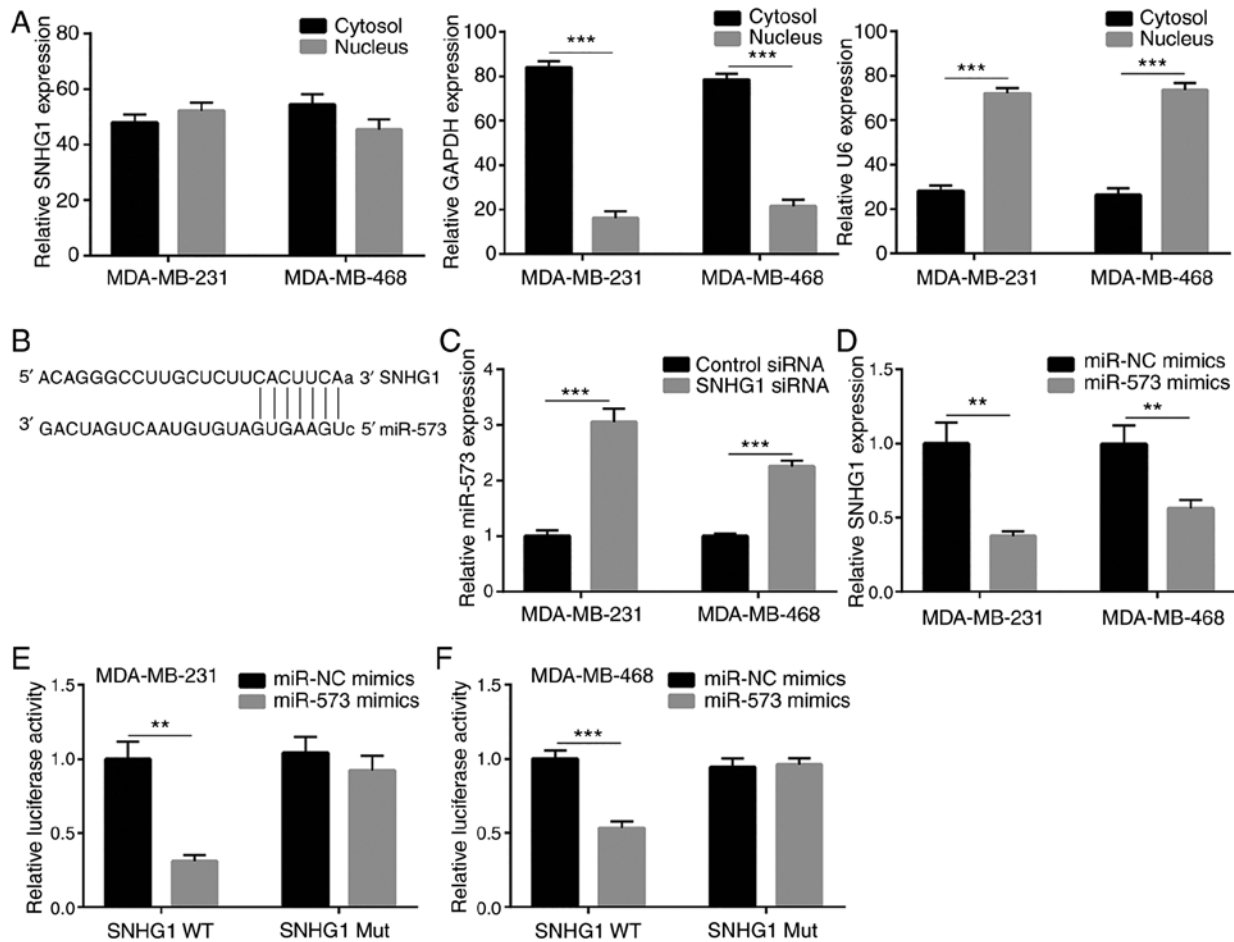 A
Relative SNHG1 expression
80
60
40
20
0
Cytosol
Nucleus
MDA-MB-231
MDA-MB-468
Relative GAPDH expression
100
80
60
40
20
0
Cytosol
Nucleus
***
***
MDA-MB-231
MDA-MB-468
Relative U6 expression
100
80
60
40
20
0
Cytosol
Nucleus
***
***
MDA-MB-231
MDA-MB-468
B
5′ ACAGGGCCUUGCUCUUCACUUCAa 3′ SNHG1
3′ GACUAGUCAAUGUGUAGUGAAGUc 5′ miR-573
C
Relative miR-573 expression
4
3
2
1
0
Control siRNA
SNHG1 siRNA
***
***
MDA-MB-231
MDA-MB-468
D
Relative SNHG1 expression
1.5
1.0
0.5
0.0
miR-NC mimics
miR-573 mimics
**
**
MDA-MB-231
MDA-MB-468
E
MDA-MB-231
Relative luciferase activity
1.5
1.0
0.5
0.0
miR-NC mimics
miR-573 mimics
**
SNHG1 WT
SNHG1 Mut
F
MDA-MB-468
Relative luciferase activity
1.5
1.0
0.5
0.0
miR-NC mimics
miR-573 mimics
***
SNHG1 WT
SNHG1 Mut